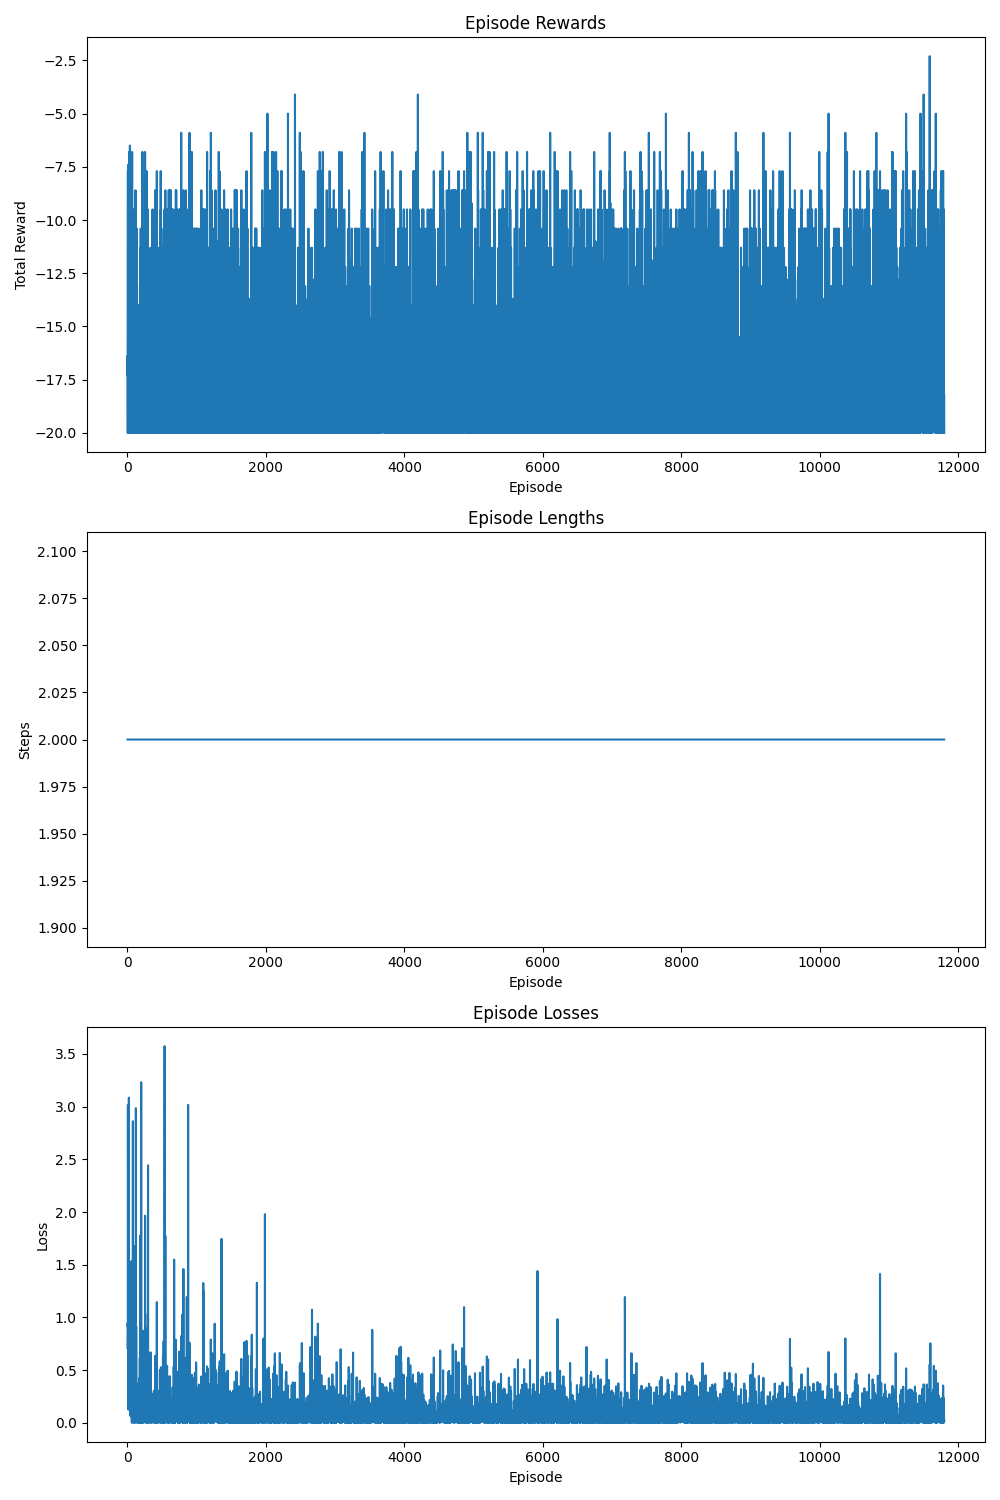 Episode Rewards
−2.5
−5.0
−7.5
−10.0
−12.5
−15.0
−17.5
−20.0
Total Reward
0 2000 4000 6000 8000 10000 12000
Episode
Episode Lengths
2.100
2.075
2.050
2.025
2.000
1.975
1.950
1.925
1.900
Steps
0 2000 4000 6000 8000 10000 12000
Episode
Episode Losses
3.5
3.0
2.5
2.0
1.5
1.0
0.5
0.0
Loss
0 2000 4000 6000 8000 10000 12000
Episode